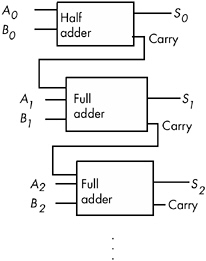 A0
Half
S0
B0
adder
Carry
A1
Full
S1
B1
adder
Carry
A2
Full
S2
B2
adder
Carry